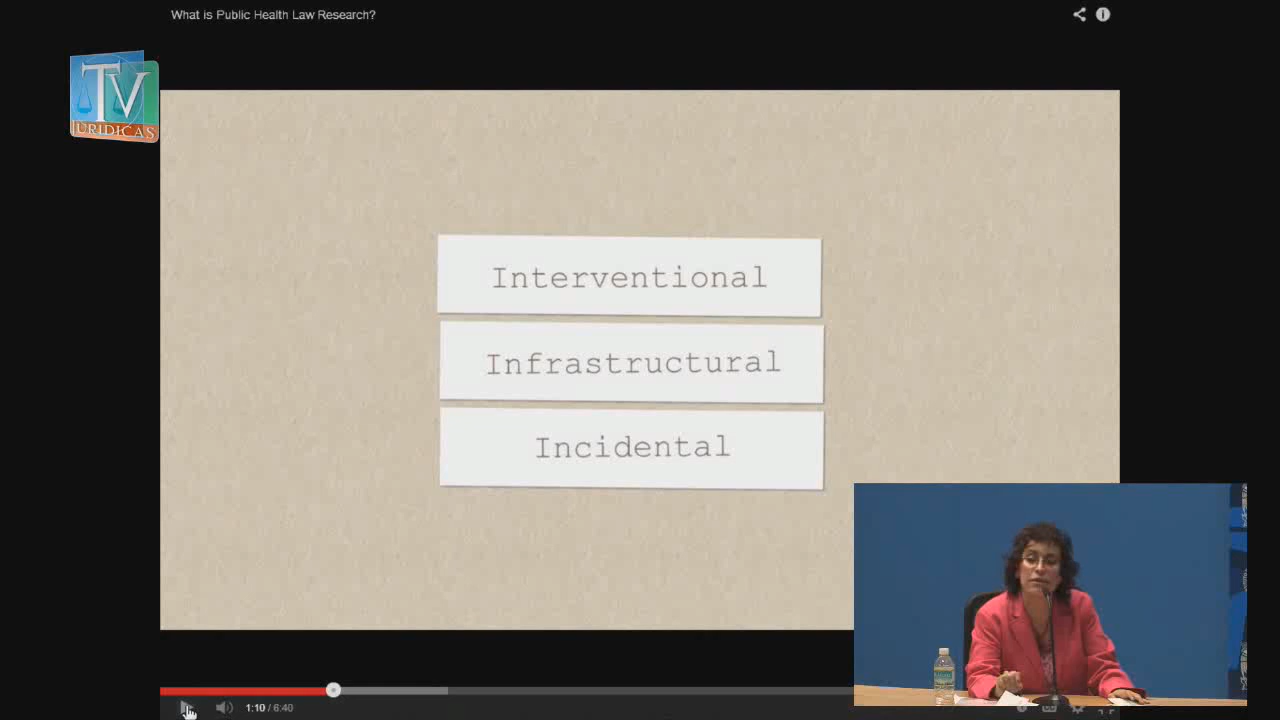 What is Public Health Law Research?
TV
JURIDICAS
Interventional
Infrastructural
Incidental
1:10 / 6:40